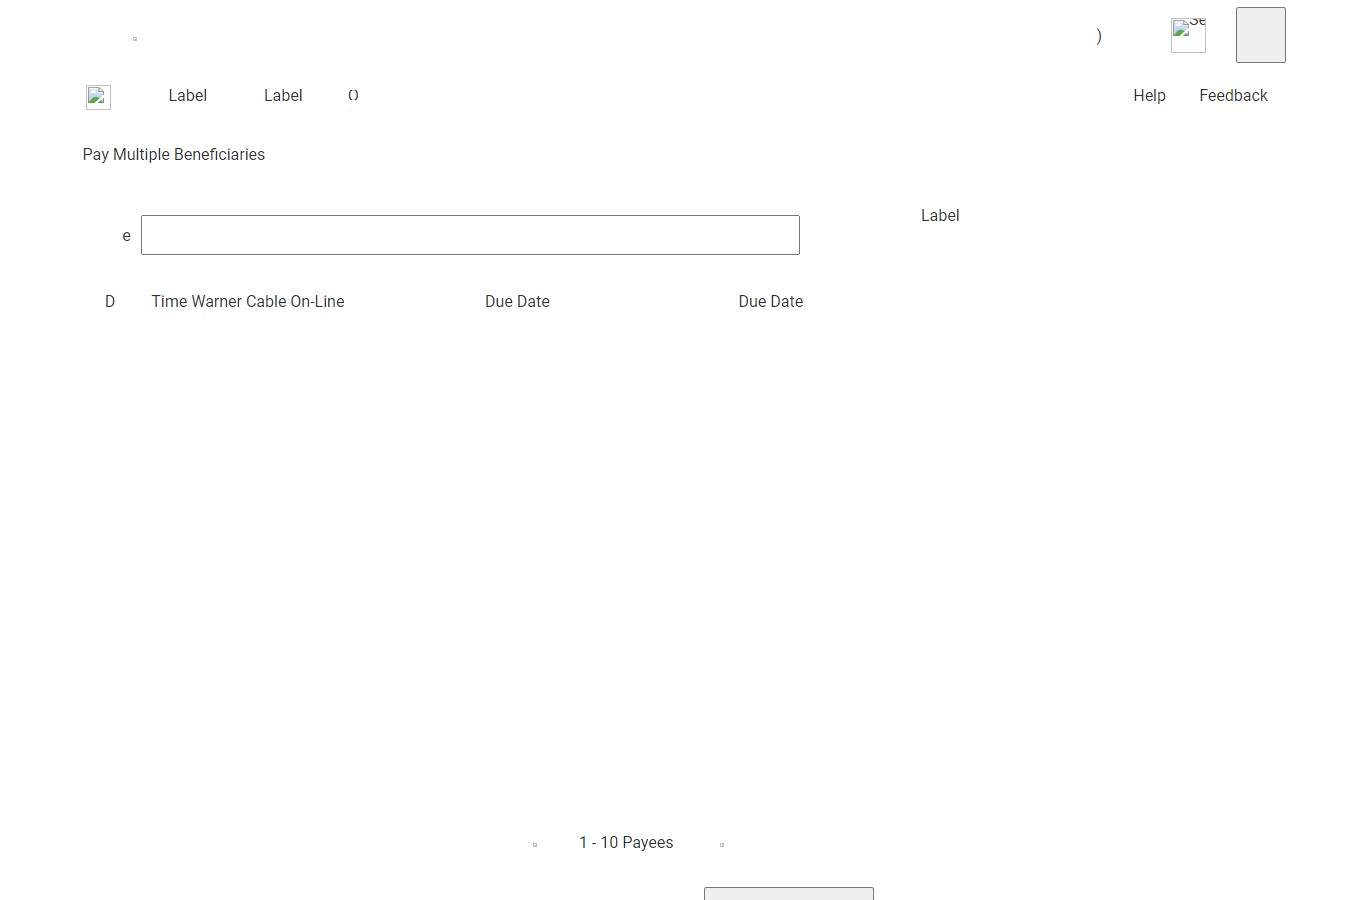 )
Label Label Help Feedback
Pay Multiple Beneficiaries
Label
e
D Time Warner Cable On-Line Due Date Due Date
1 - 10 Payees